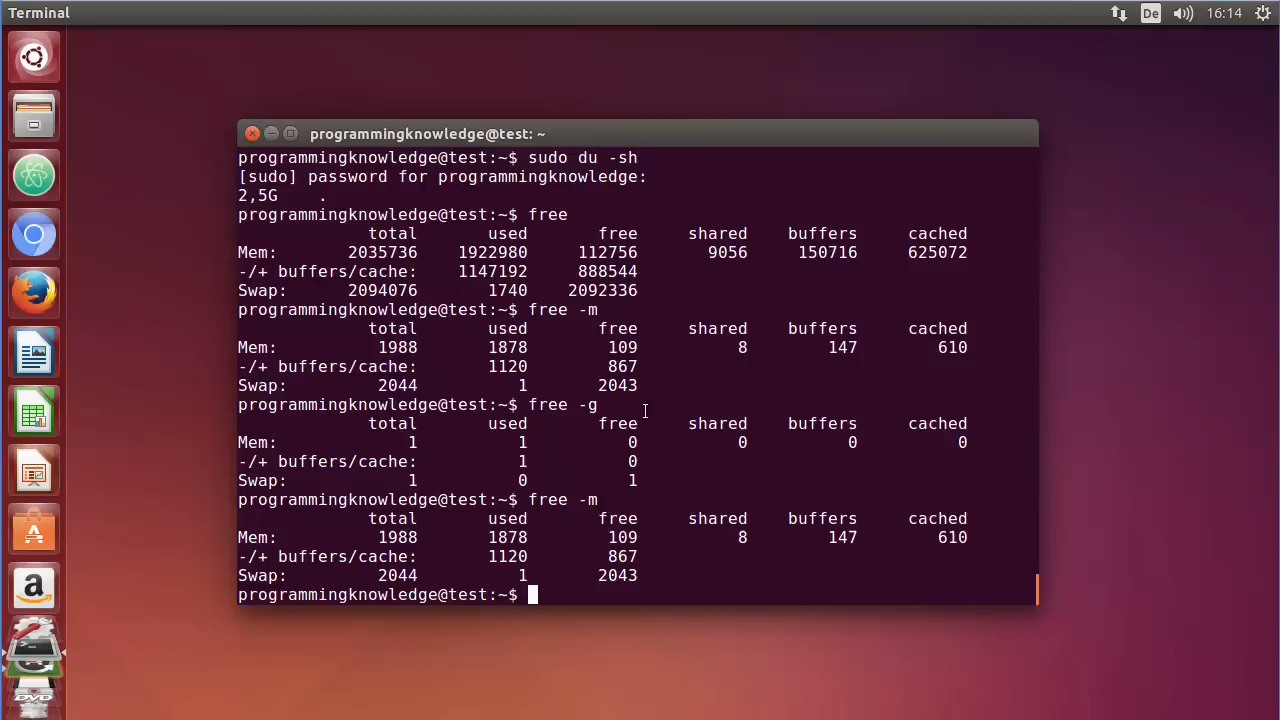 Terminal
De
16:14
programmingknowledge@test: ~
programmingknowledge@test:~$ sudo du -sh
[sudo] password for programmingknowledge:
2,5G    .
programmingknowledge@test:~$ free
             total       used       free     shared    buffers     cached
Mem:       2035736    1922980     112756       9056     150716     625072
-/+ buffers/cache:    1147192     888544
Swap:      2094076       1740    2092336
programmingknowledge@test:~$ free -m
             total       used       free     shared    buffers     cached
Mem:          1988       1878        109          8        147        610
-/+ buffers/cache:       1120        867
Swap:         2044          1       2043
programmingknowledge@test:~$ free -g
             total       used       free     shared    buffers     cached
Mem:             1          1          0          0          0          0
-/+ buffers/cache:          1          0
Swap:            1          0          1
programmingknowledge@test:~$ free -m
             total       used       free     shared    buffers     cached
Mem:          1988       1878        109          8        147        610
-/+ buffers/cache:       1120        867
Swap:         2044          1       2043
programmingknowledge@test:~$
DVD